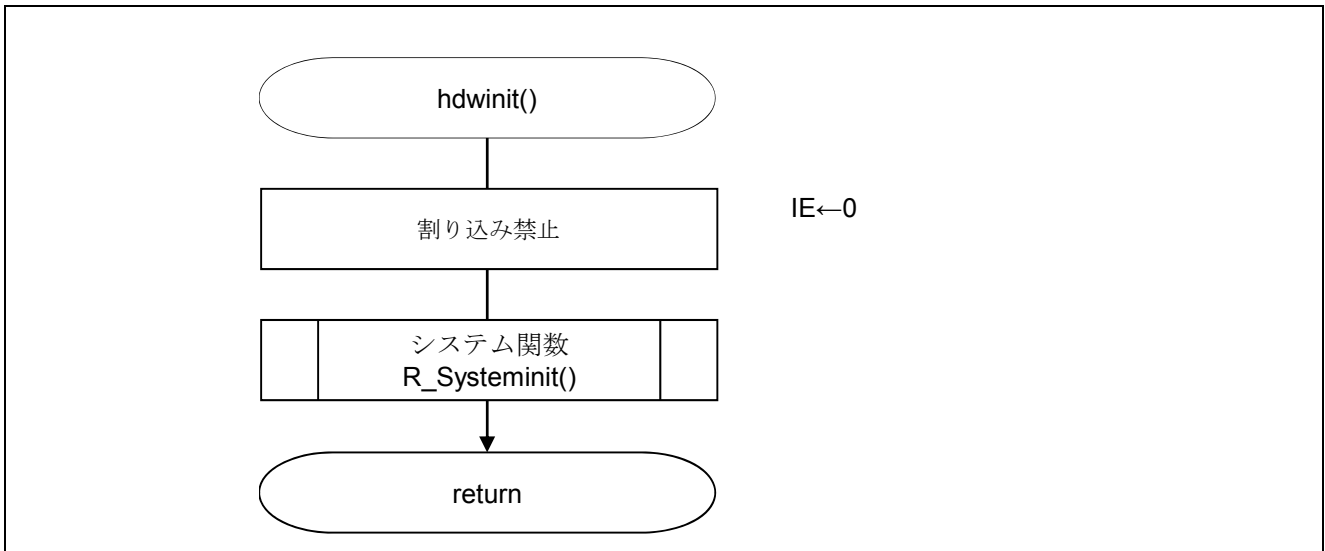 hdwinit()
割り込み禁止
IE←0
システム関数
R_Systeminit()
return